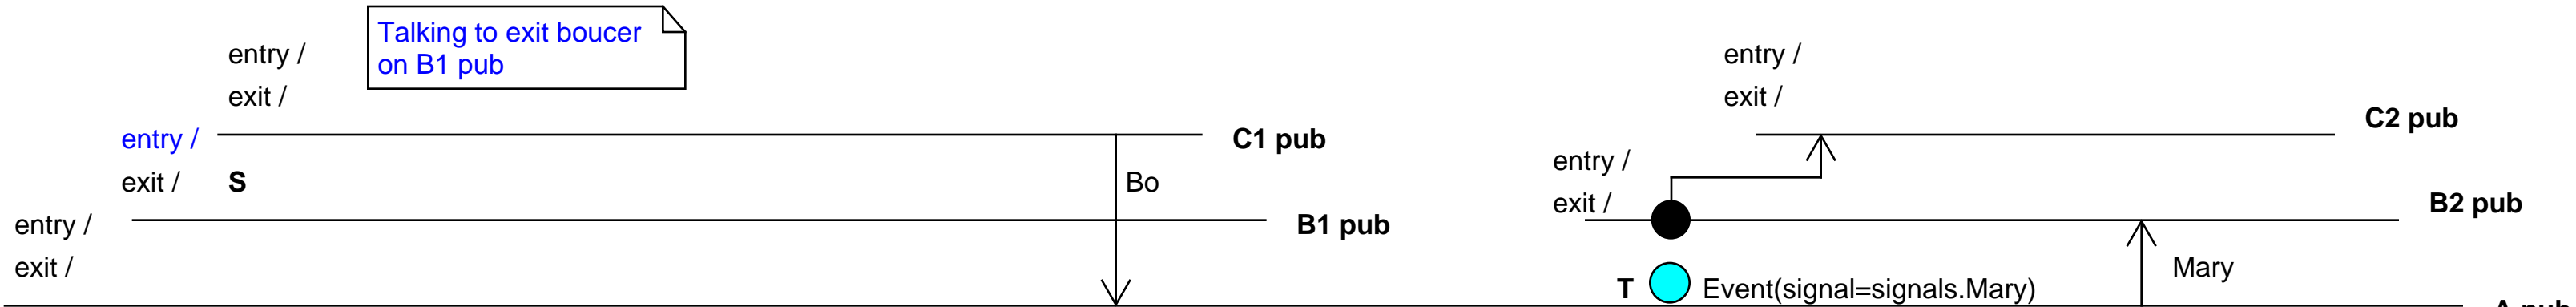 Talking to exit boucer
on B1 pub
entry /
exit /
entry /
exit /
C1 pub
C2 pub
entry /
exit /
S
Bo
entry /
exit /
B1 pub
B2 pub
entry /
exit /
Mary
T
Event(signal=signals.Mary)